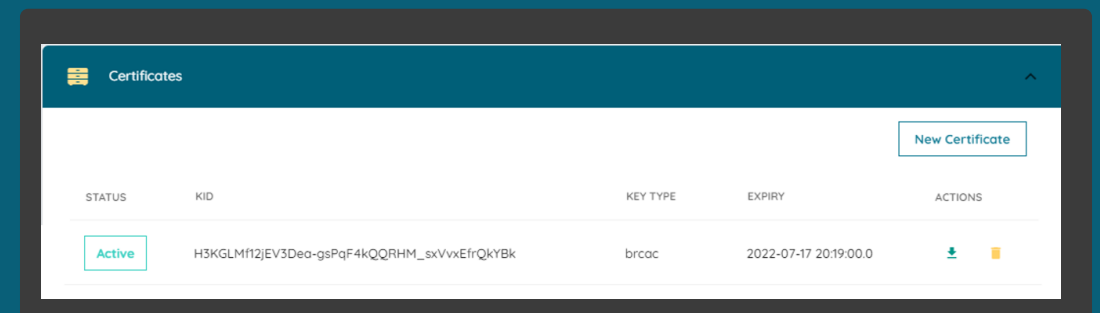 Certificates
New Certificate
STATUS KID KEY TYPE EXPIRY ACTIONS
Active H3KGLMf12jEV3Dea-gsPqF4kQQRHM_sxVvxEfrQkYBk brcac 2022-07-17 20:19:00.0